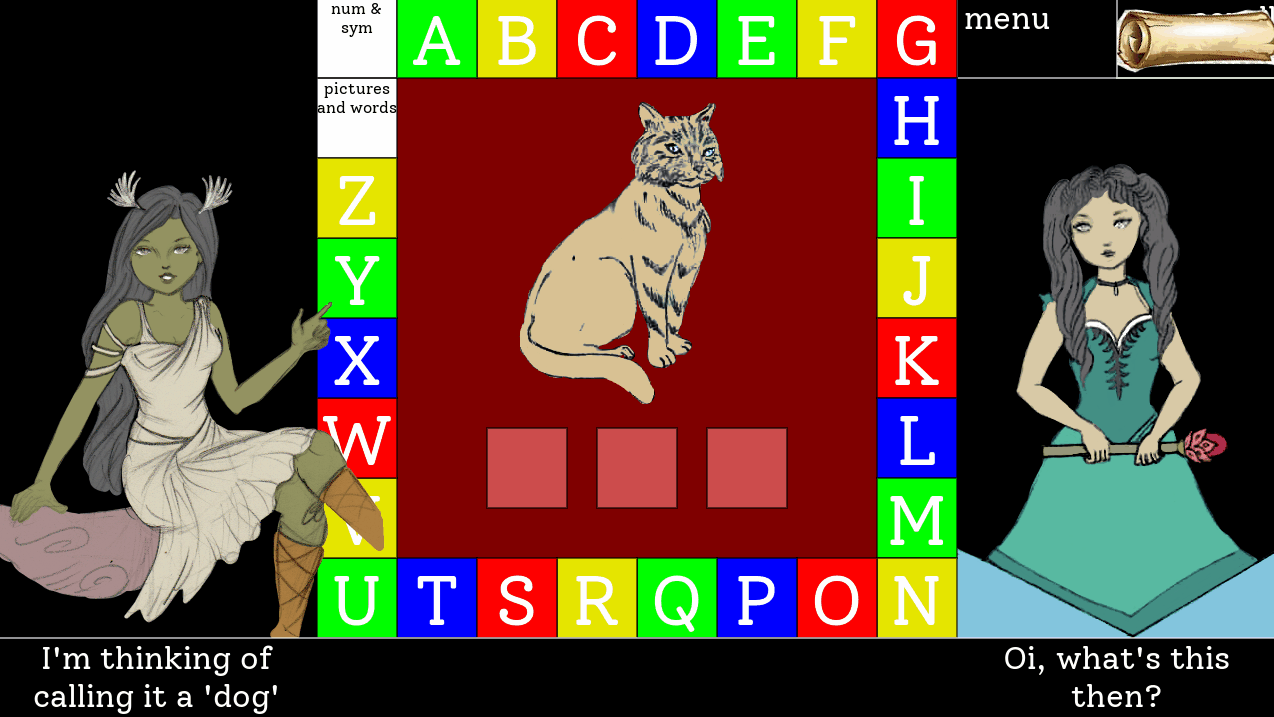 num &
sym
A B C D E F G
menu
pictures
and words
H
Z
I
Y
J
X
K
W
L
V
M
U T S R Q P O N
I'm thinking of
calling it a 'dog'
Oi, what's this
then?